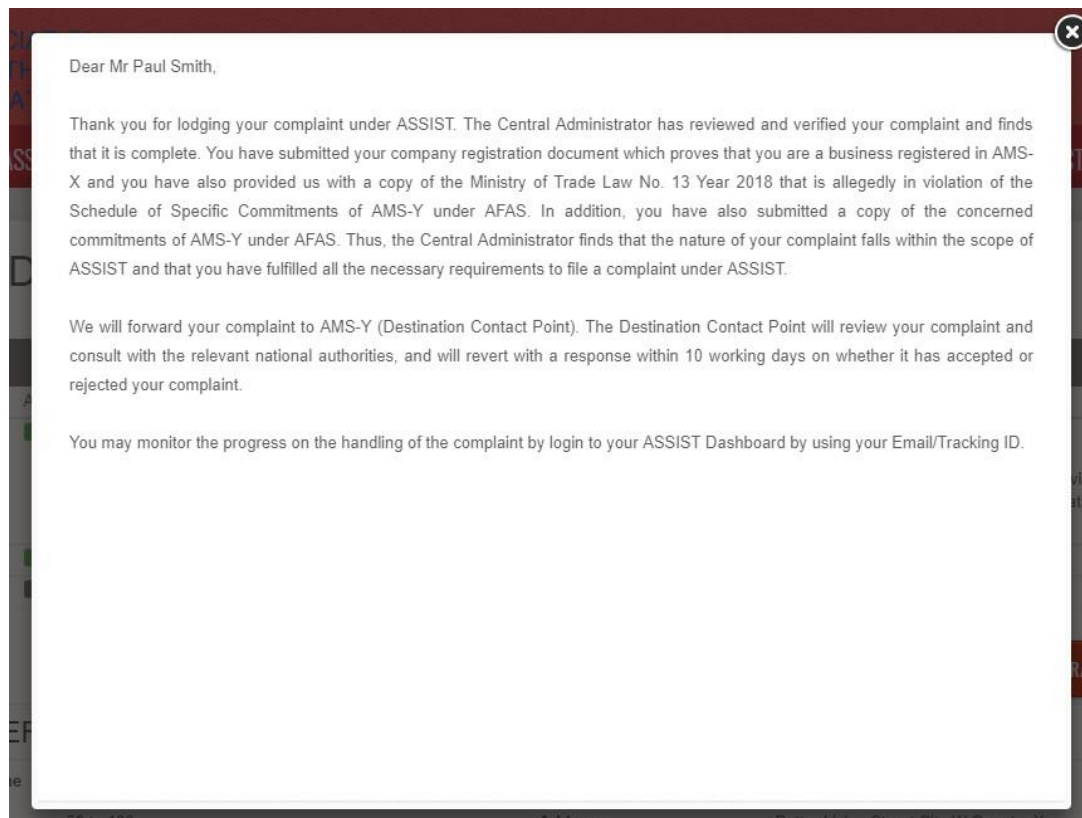 Dear Mr Paul Smith,
Thank you for lodging your complaint under ASSIST. The Central Administrator has reviewed and verified your complaint and finds
that it is complete. You have submitted your company registration document which proves that you are a business registered in AMS-
X and you have also provided us with a copy of the Ministry of Trade Law No. 13 Year 2018 that is allegedly in violation of the
Schedule of Specific Commitments of AMS-Y under AFAS. In addition, you have also submitted a copy of the concerned
commitments of AMS-Y under AFAS. Thus, the Central Administrator finds that the nature of your complaint falls within the scope of
ASSIST and that you have fulfilled all the necessary requirements to file a complaint under ASSIST.
We will forward your complaint to AMS-Y (Destination Contact Point). The Destination Contact Point will review your complaint and
consult with the relevant national authorities, and will revert with a response within 10 working days on whether it has accepted or
rejected your complaint.
You may monitor the progress on the handling of the complaint by login to your ASSIST Dashboard by using your Email/Tracking ID.